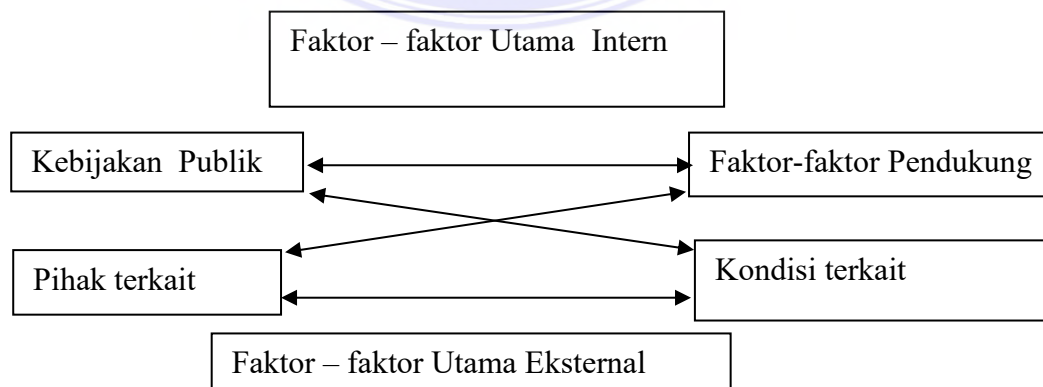 Faktor – faktor Utama  Intern
Kebijakan  Publik
Faktor-faktor Pendukung
Pihak terkait
Kondisi terkait
Faktor – faktor Utama Eksternal